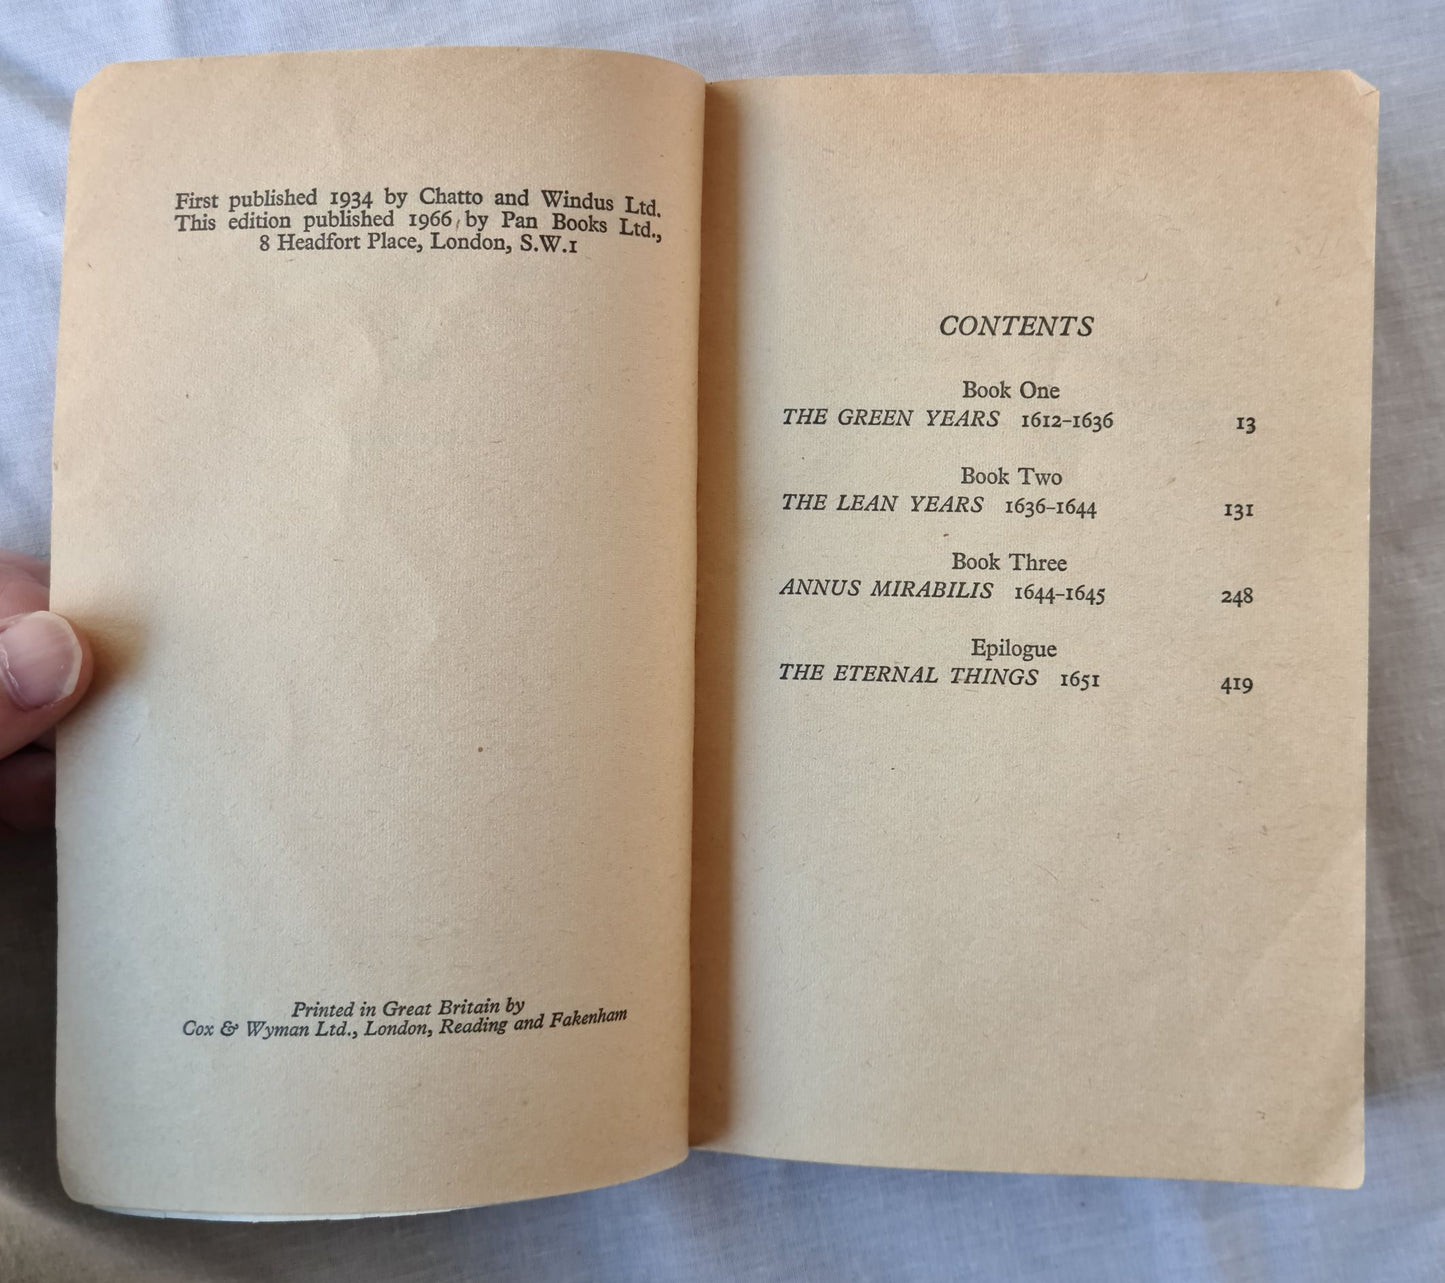 First published 1934 by Chatto and Windus Ltd.
This edition published 1966 by Pan Books Ltd.,
8 Headfort Place, London, S.W.1
Printed in Great Britain by
Cox & Wyman Ltd., London, Reading and Fakenham
CONTENTS
Book One
THE GREEN YEARS 1612–1636 13
Book Two
THE LEAN YEARS 1636–1644 131
Book Three
ANNUS MIRABILIS 1644–1645 248
Epilogue
THE ETERNAL THINGS 1651 419